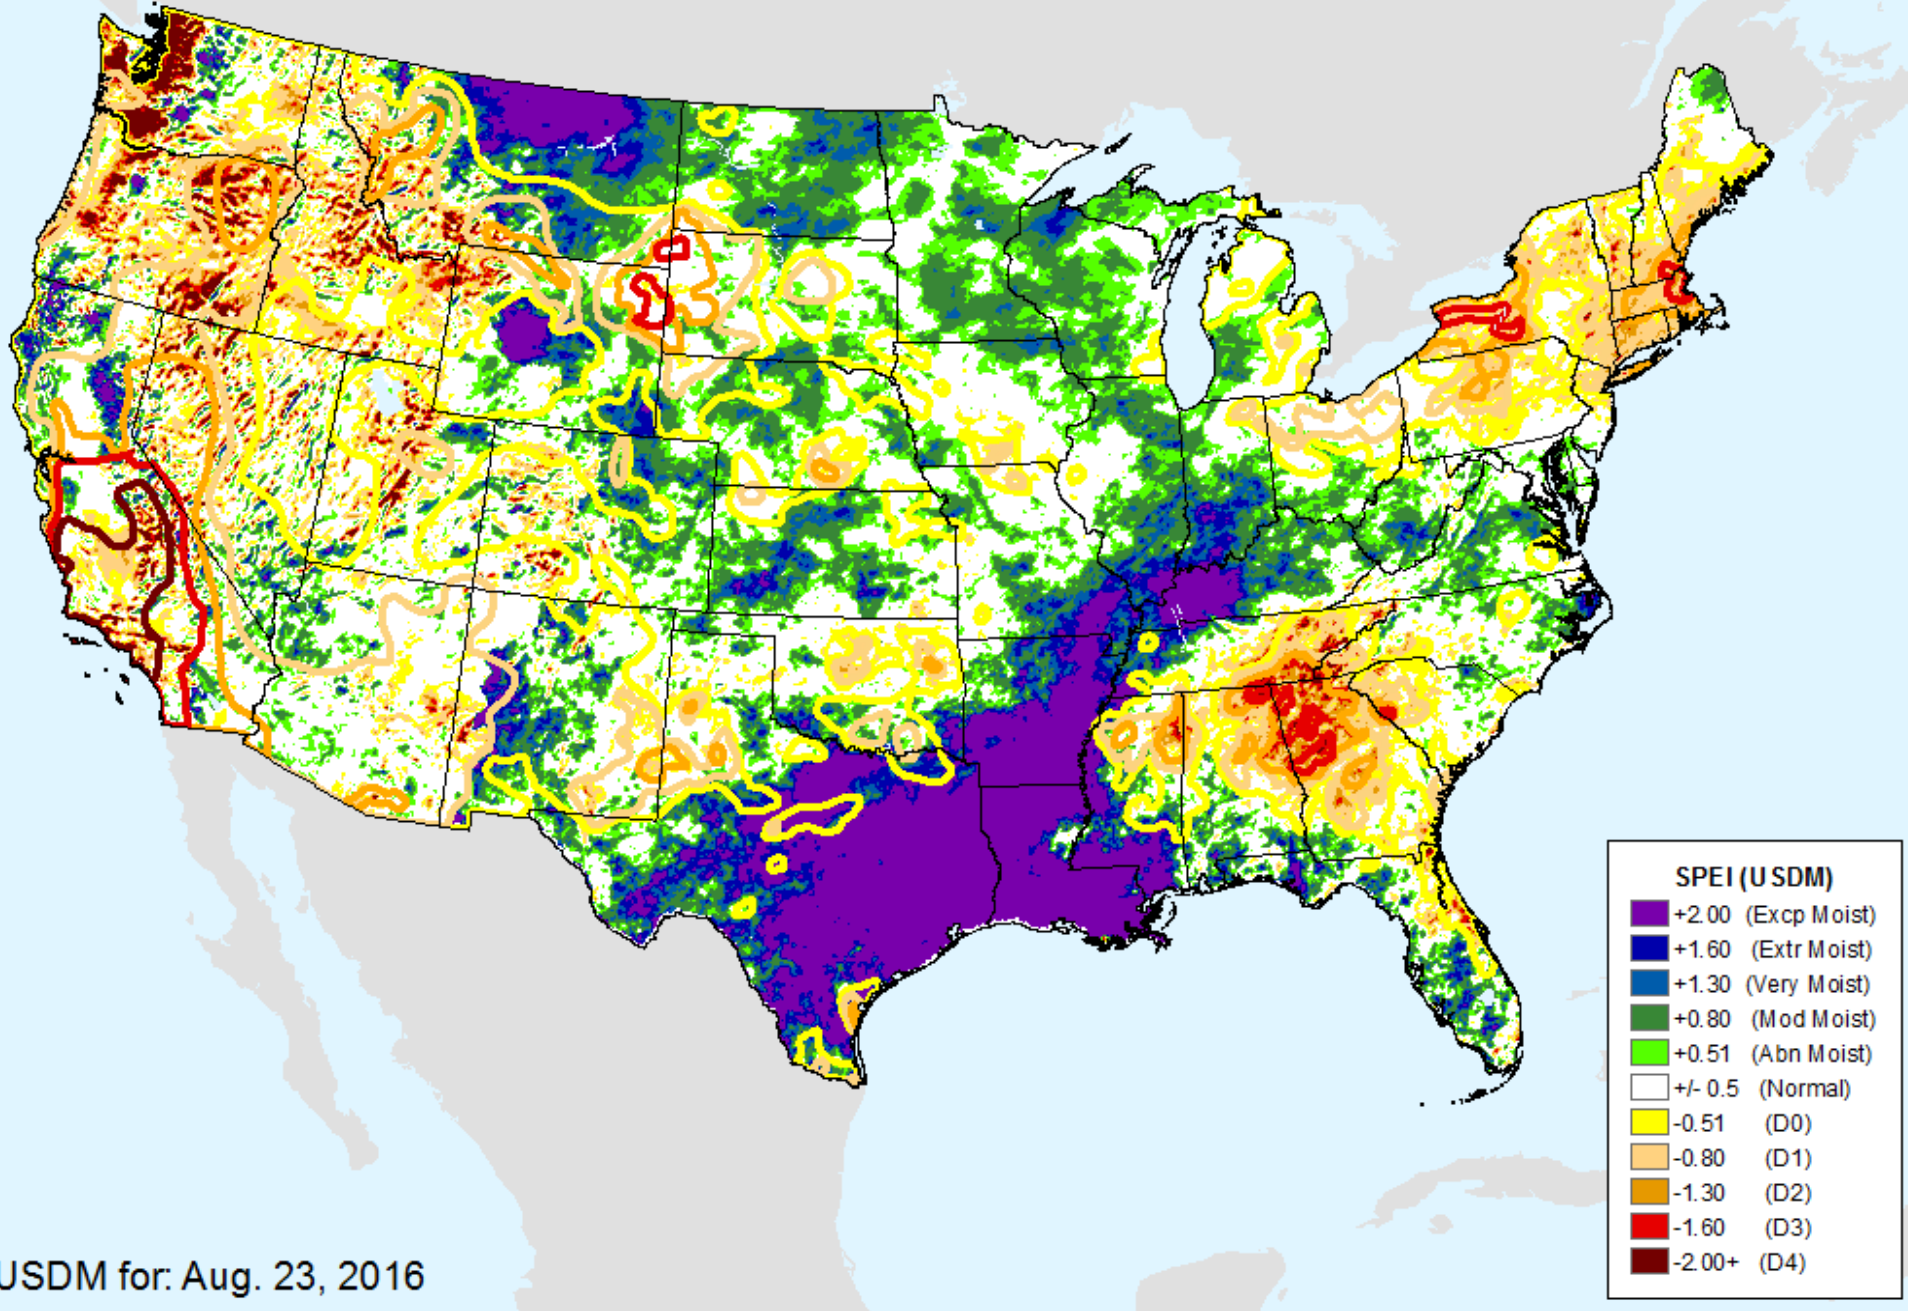 SPEI (USDM)
+2.00 (Excp Moist)
+1.60 (Extr Moist)
+1.30 (Very Moist)
+0.80 (Mod Moist)
+0.51 (Abn Moist)
+/- 0.5 (Normal)
-0.51 (D0)
-0.80 (D1)
-1.30 (D2)
-1.60 (D3)
-2.00+ (D4)
USDM for: Aug. 23, 2016